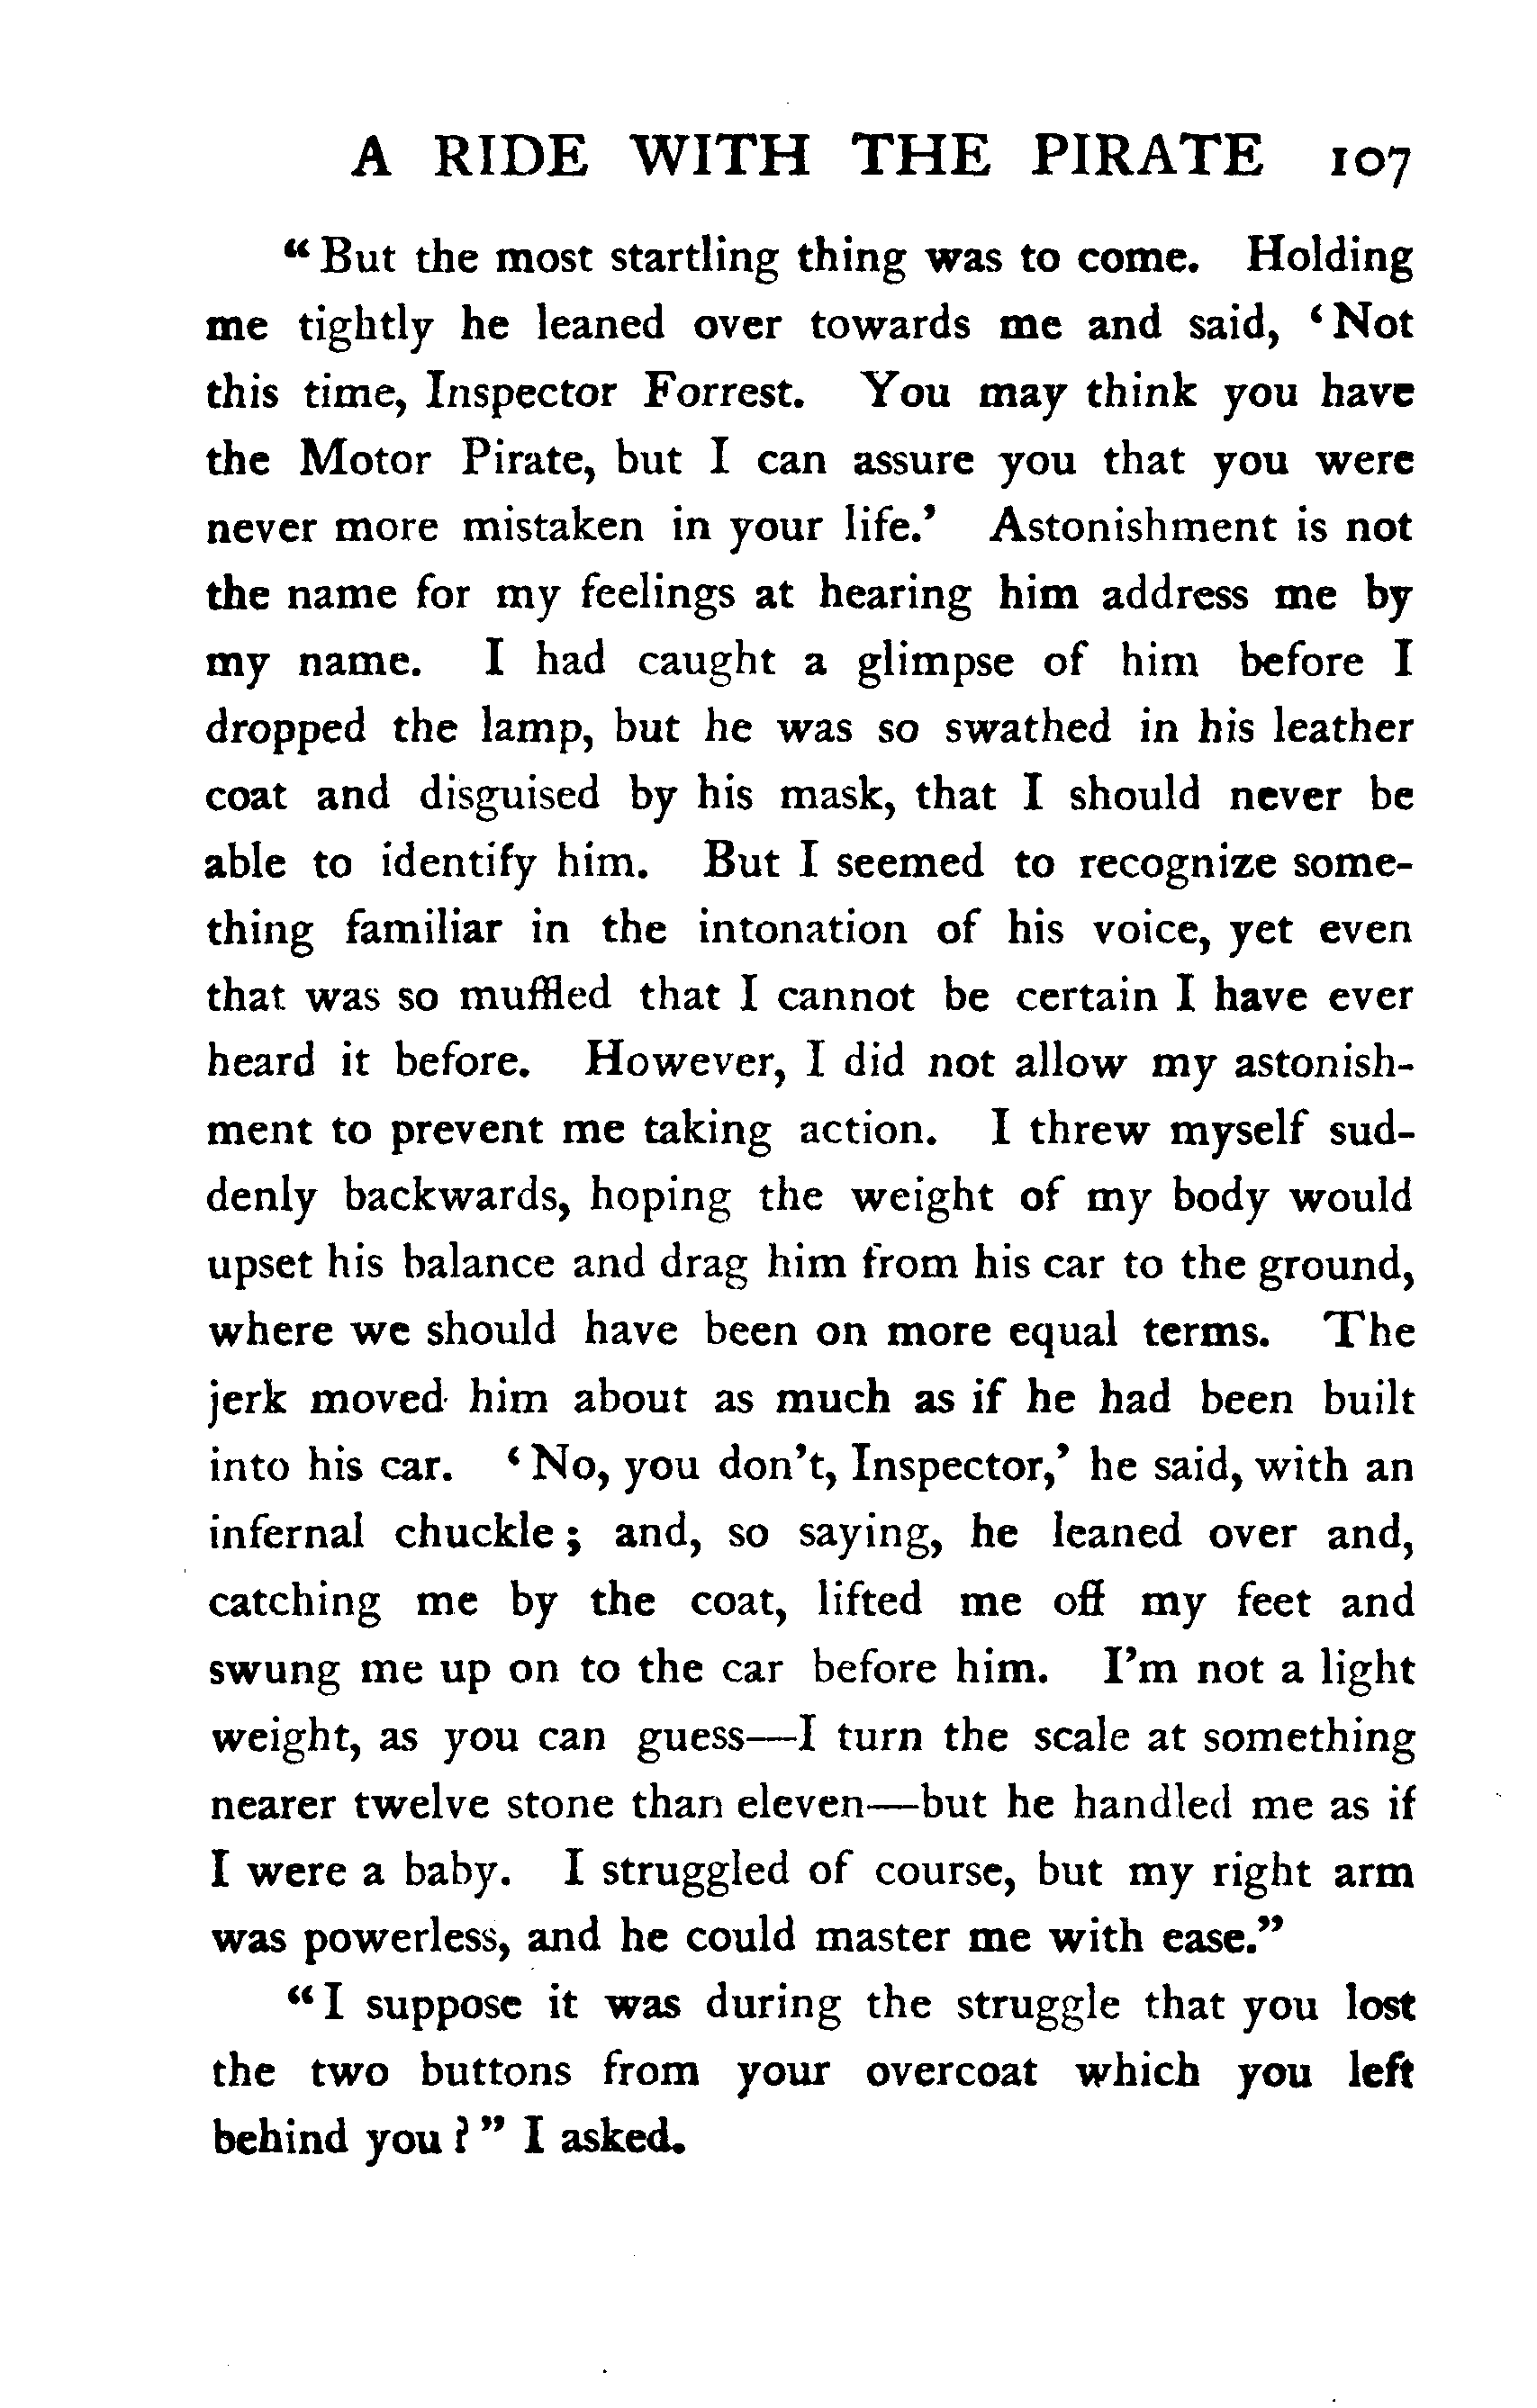 A RIDE WITH THE PIRATE 107
“ But the most startling thing was to come. Holding
me tightly he leaned over towards me and said, ‘ Not
this time, Inspector Forrest. You may think you have
the Motor Pirate, but I can assure you that you were
never more mistaken in your life.’ Astonishment is not
the name for my feelings at hearing him address me by
my name. I had caught a glimpse of him before I
dropped the lamp, but he was so swathed in his leather
coat and disguised by his mask, that I should never be
able to identify him. But I seemed to recognize some-
thing familiar in the intonation of his voice, yet even
that was so muffled that I cannot be certain I have ever
heard it before. However, I did not allow my astonish-
ment to prevent me taking action. I threw myself sud-
denly backwards, hoping the weight of my body would
upset his balance and drag him from his car to the ground,
where we should have been on more equal terms. The
jerk moved him about as much as if he had been built
into his car. ‘ No, you don’t, Inspector,’ he said, with an
infernal chuckle ; and, so saying, he leaned over and,
catching me by the coat, lifted me off my feet and
swung me up on to the car before him. I’m not a light
weight, as you can guess—I turn the scale at something
nearer twelve stone than eleven—but he handled me as if
I were a baby. I struggled of course, but my right arm
was powerless, and he could master me with ease.”
“ I suppose it was during the struggle that you lost
the two buttons from your overcoat which you left
behind you ? ” I asked.